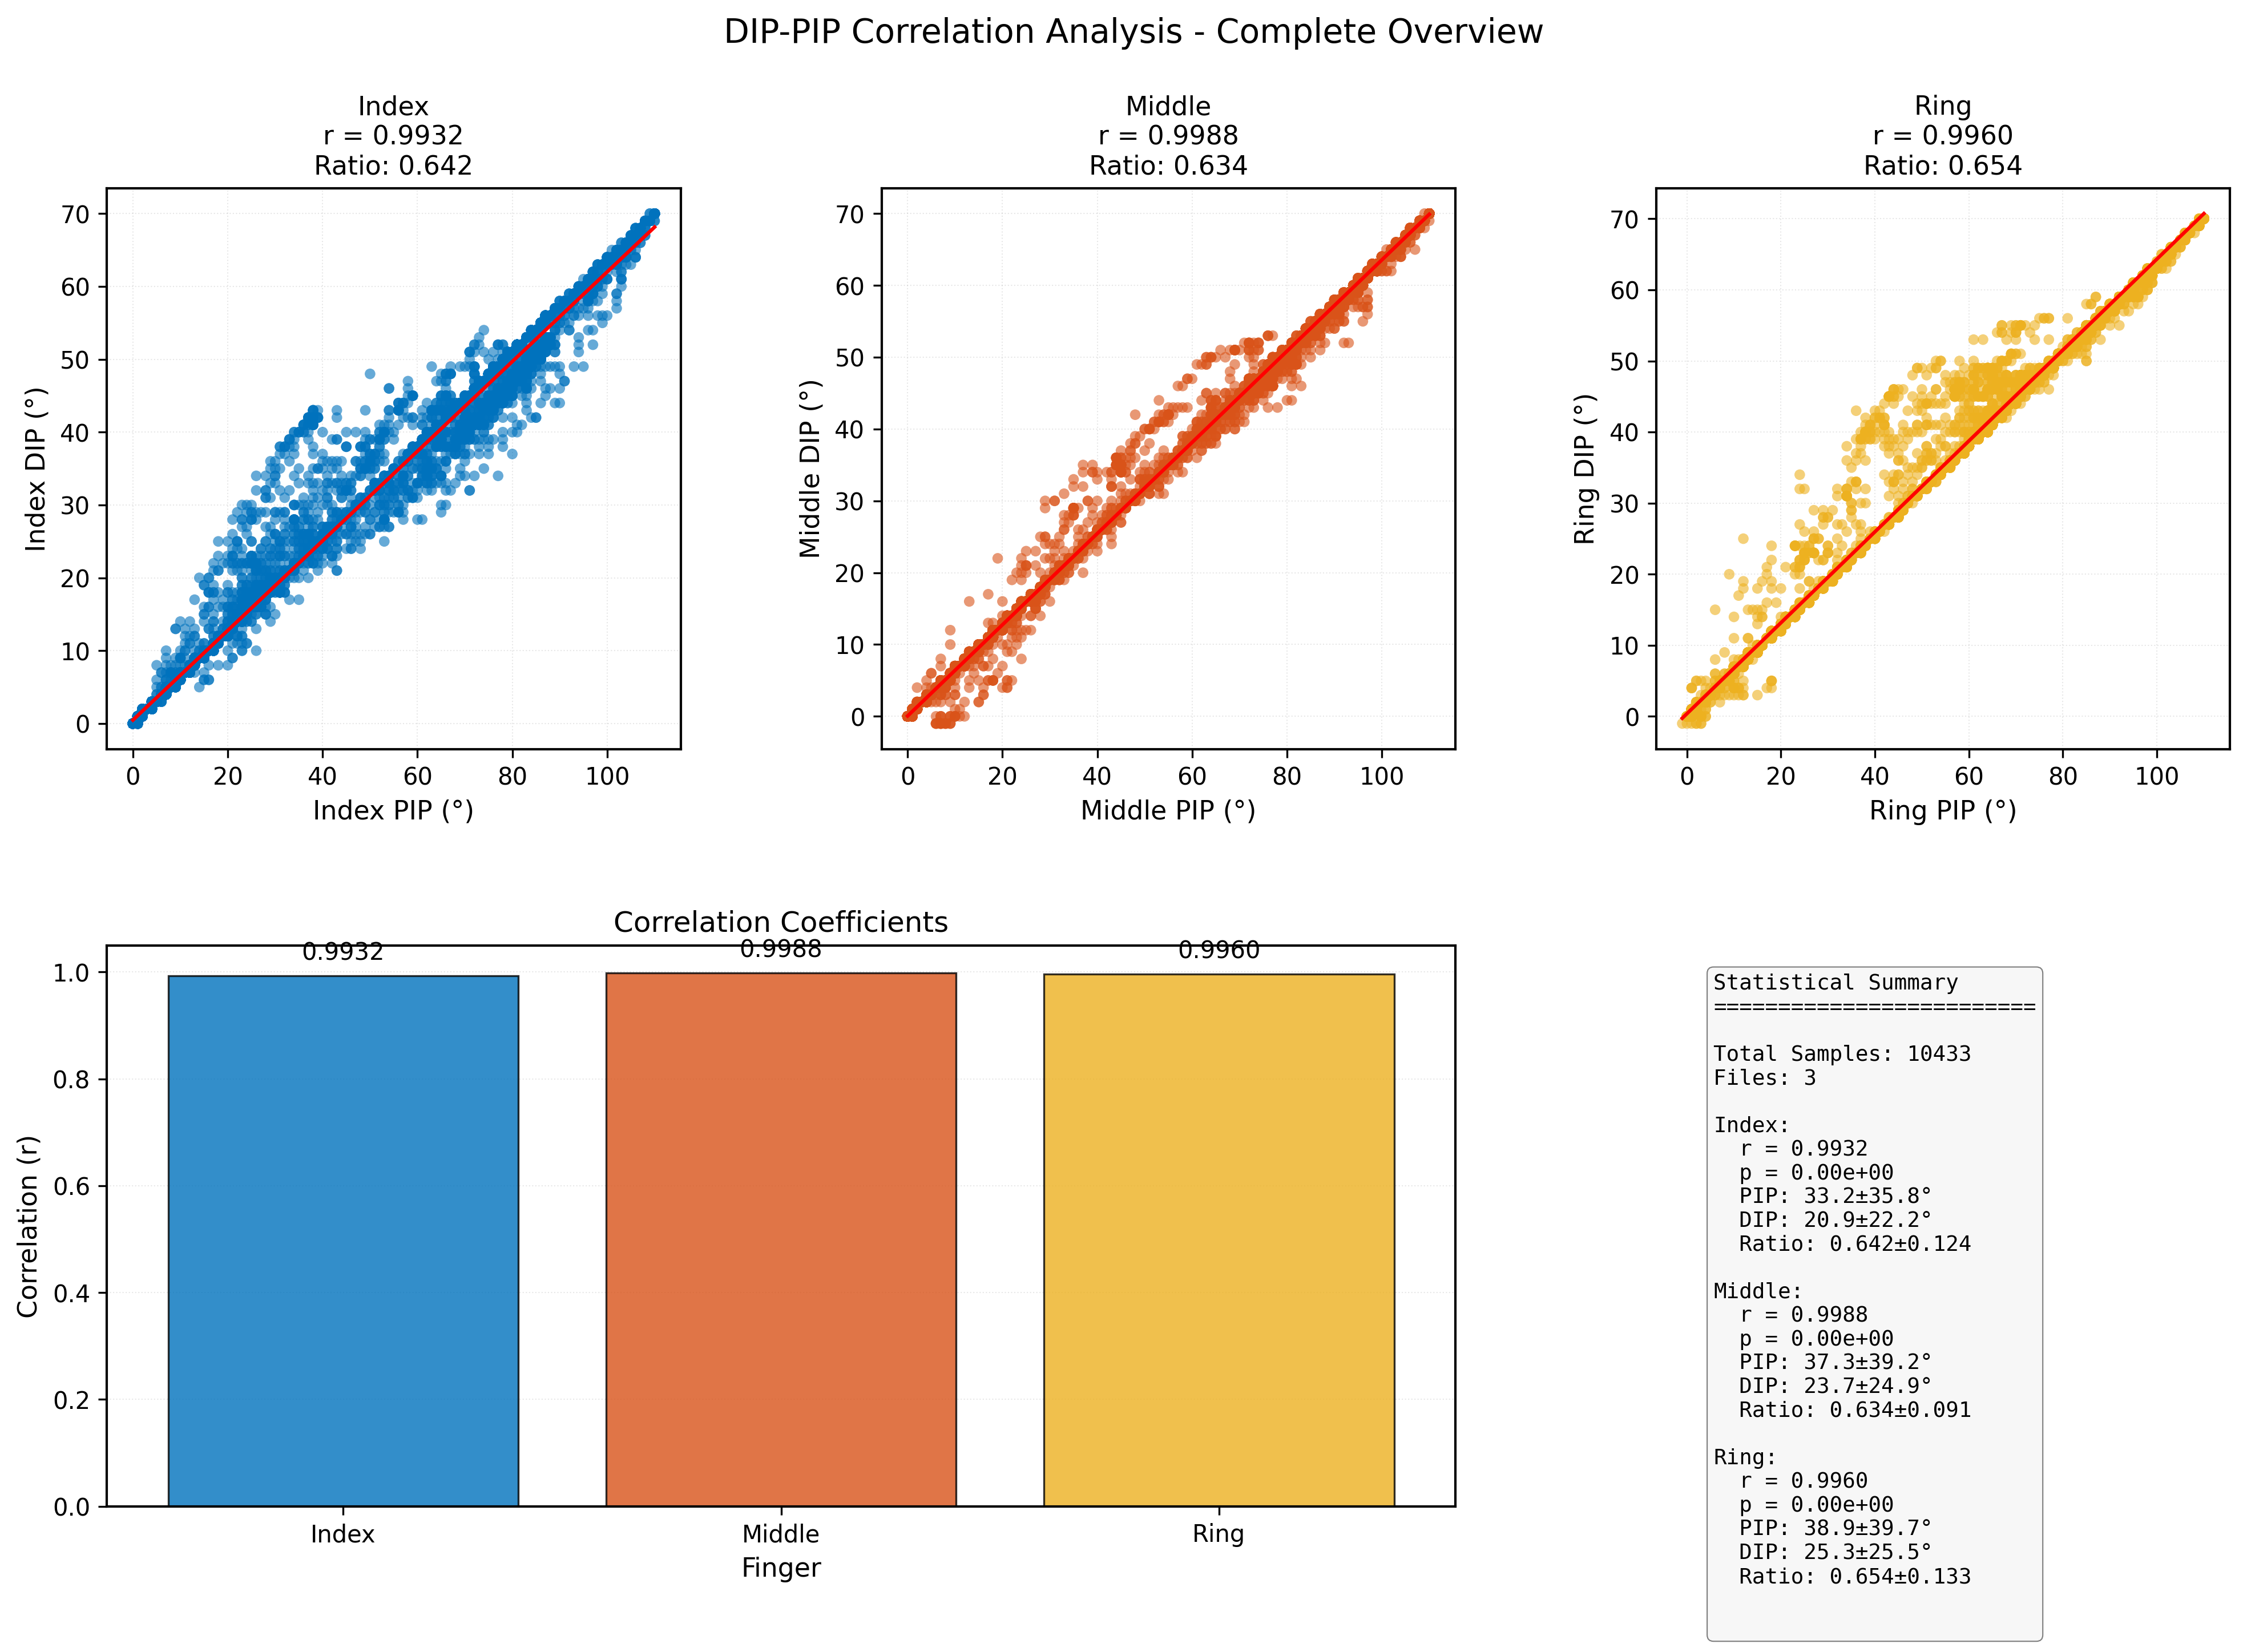 DIP-PIP Correlation Analysis - Complete Overview
Index
r = 0.9932
Ratio: 0.642
70
60
50
40
30
20
10
0
Index DIP (°)
0 20 40 60 80 100
Index PIP (°)
Middle
r = 0.9988
Ratio: 0.634
70
60
50
40
30
20
10
0
Middle DIP (°)
0 20 40 60 80 100
Middle PIP (°)
Ring
r = 0.9960
Ratio: 0.654
70
60
50
40
30
20
10
0
Ring DIP (°)
0 20 40 60 80 100
Ring PIP (°)
Correlation Coefficients
0.9932 0.9988 0.9960
1.0
0.8
0.6
0.4
0.2
0.0
Correlation (r)
Index Middle Ring
Finger
Statistical Summary
=========================
Total Samples: 10433
Files: 3
Index:
r = 0.9932
p = 0.00e+00
PIP: 33.2±35.8°
DIP: 20.9±22.2°
Ratio: 0.642±0.124
Middle:
r = 0.9988
p = 0.00e+00
PIP: 37.3±39.2°
DIP: 23.7±24.9°
Ratio: 0.634±0.091
Ring:
r = 0.9960
p = 0.00e+00
PIP: 38.9±39.7°
DIP: 25.3±25.5°
Ratio: 0.654±0.133